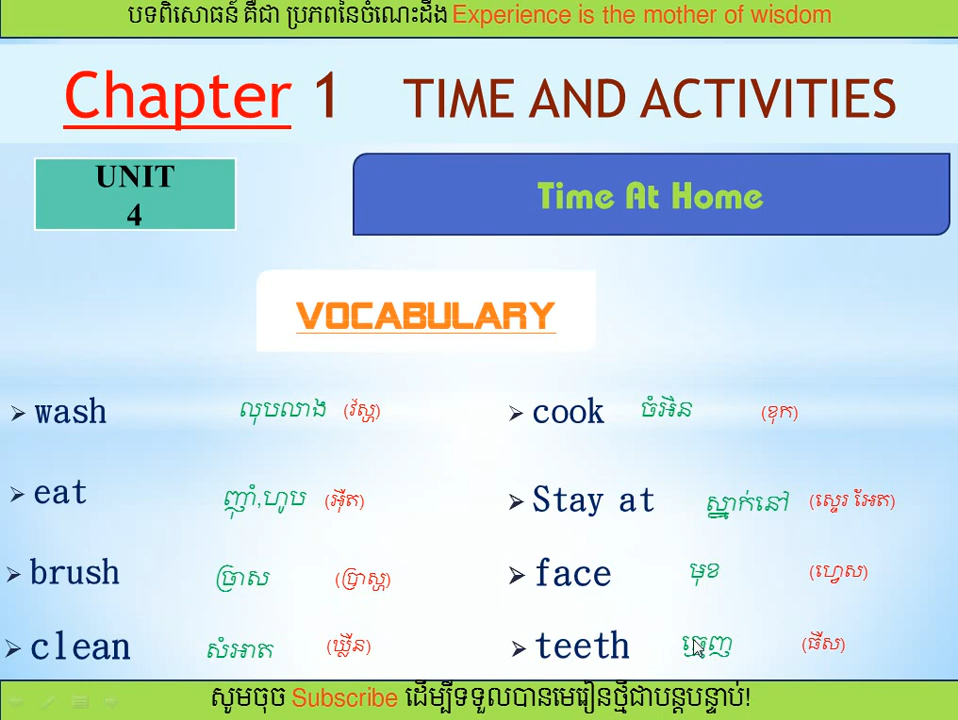 បទពិសោធន៍ គឺជា ប្រភពនៃចំណេះដឹង Experience is the mother of wisdom
Chapter 1 TIME AND ACTIVITIES
UNIT
4
Time At Home
VOCABULARY
➢ wash លុបលាង (វ៉ស្ហ) ➢ cook ចំអិន (ខុក)
➢ eat ញ៉ាំ,ហូប (អ៊ីត) ➢ Stay at ស្នាក់នៅ (ស្ទេរ អែត)
➢ brush ច្រាស (ប្រាស្ហ) ➢ face មុខ (ហ្វេស)
➢ clean សំអាត (ឃ្លីន) ➢ teeth ធ្មេញ (ធីស)
សូមចុច Subscribe ដើម្បីទទួលបានមេរៀនថ្មីជាបន្តបន្ទាប់!